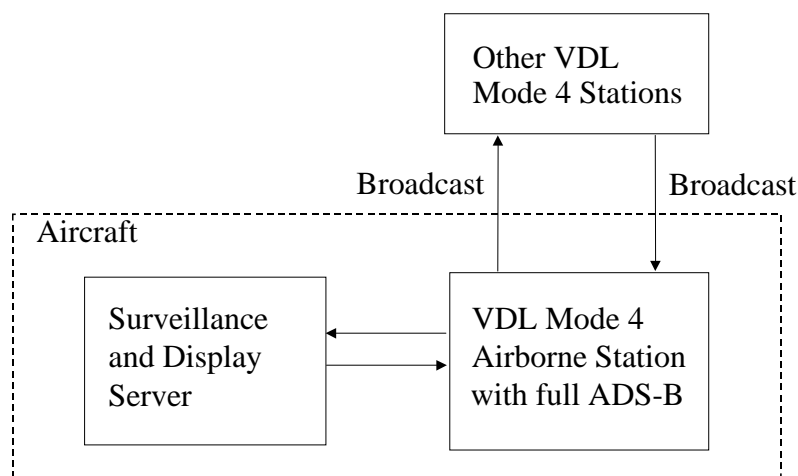 Other VDL
Mode 4 Stations
Broadcast
Broadcast
Aircraft
Surveillance
and Display
Server
VDL Mode 4
Airborne Station
with full ADS-B